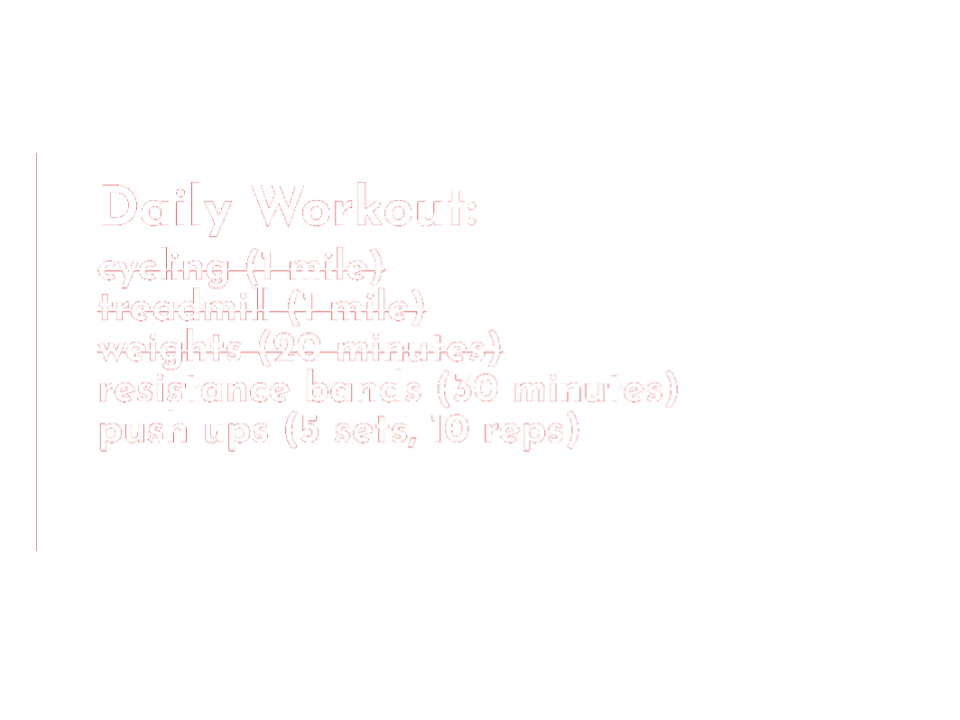 Daily Workout:
cycling (1 mile)
treadmill (1 mile)
weights (20 minutes)
resistance bands (30 minutes)
push ups (5 sets, 10 reps)